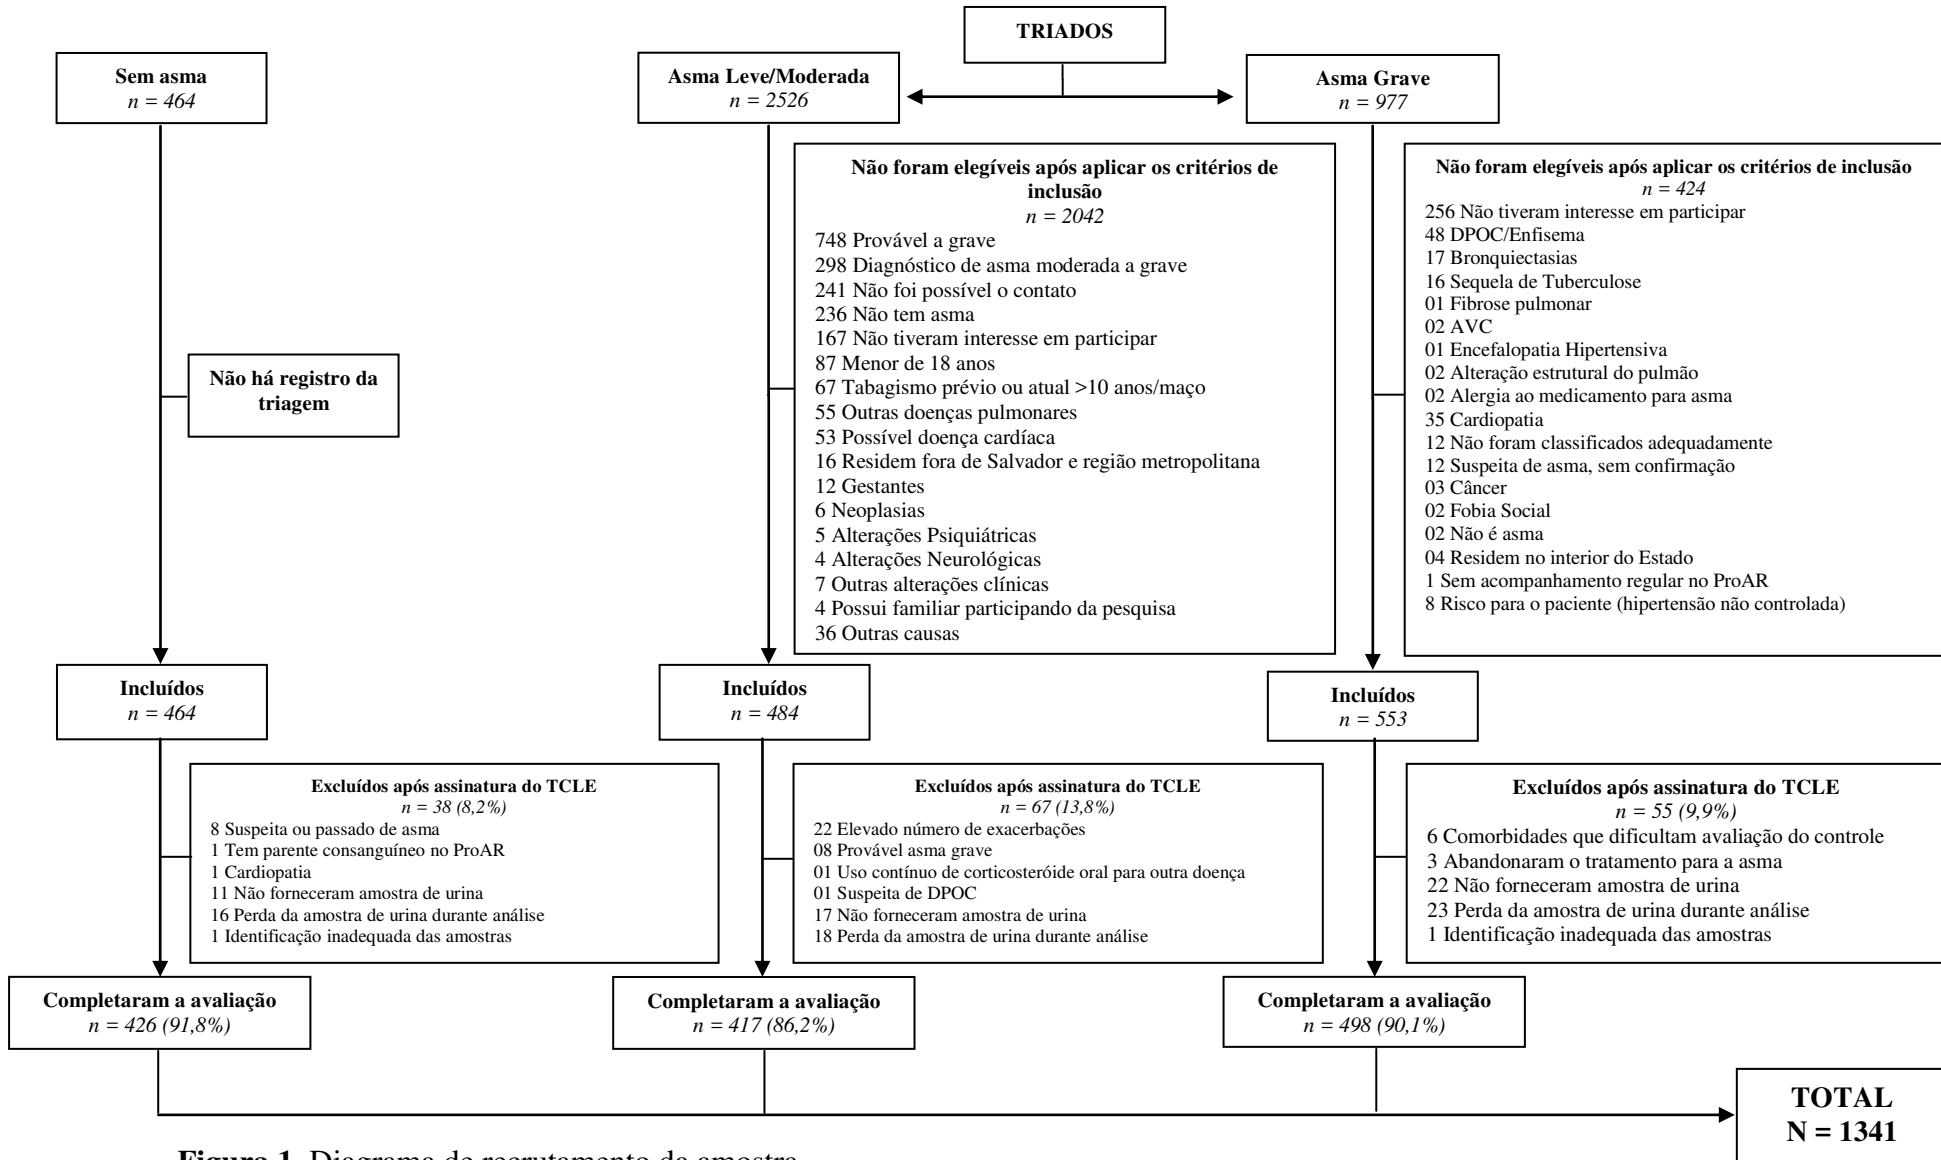 TRIADOS
Sem asma
n = 464
Asma Leve/Moderada
n = 2526
Asma Grave
n = 977
Não há registro da
triagem
Não foram elegíveis após aplicar os critérios de
inclusão
n = 2042
748 Provável a grave
298 Diagnóstico de asma moderada a grave
241 Não foi possível o contato
236 Não tem asma
167 Não tiveram interesse em participar
87 Menor de 18 anos
67 Tabagismo prévio ou atual >10 anos/maço
55 Outras doenças pulmonares
53 Possível doença cardíaca
16 Residem fora de Salvador e região metropolitana
12 Gestantes
6 Neoplasias
5 Alterações Psiquiátricas
4 Alterações Neurológicas
7 Outras alterações clínicas
4 Possui familiar participando da pesquisa
36 Outras causas
Não foram elegíveis após aplicar os critérios de inclusão
n = 424
256 Não tiveram interesse em participar
48 DPOC/Enfisema
17 Bronquiectasias
16 Sequela de Tuberculose
01 Fibrose pulmonar
02 AVC
01 Encefalopatia Hipertensiva
02 Alteração estrutural do pulmão
02 Alergia ao medicamento para asma
35 Cardiopatia
12 Não foram classificados adequadamente
12 Suspeita de asma, sem confirmação
03 Câncer
02 Fobia Social
02 Não é asma
04 Residem no interior do Estado
1 Sem acompanhamento regular no ProAR
8 Risco para o paciente (hipertensão não controlada)
Incluídos
n = 464
Incluídos
n = 484
Incluídos
n = 553
Excluídos após assinatura do TCLE
n = 38 (8,2%)
8 Suspeita ou passado de asma
1 Tem parente consanguíneo no ProAR
1 Cardiopatia
11 Não forneceram amostra de urina
16 Perda da amostra de urina durante análise
1 Identificação inadequada das amostras
Excluídos após assinatura do TCLE
n = 67 (13,8%)
22 Elevado número de exacerbações
08 Provável asma grave
01 Uso contínuo de corticosteróide oral para outra doença
01 Suspeita de DPOC
17 Não forneceram amostra de urina
18 Perda da amostra de urina durante análise
Excluídos após assinatura do TCLE
n = 55 (9,9%)
6 Comorbidades que dificultam avaliação do controle
3 Abandonaram o tratamento para a asma
22 Não forneceram amostra de urina
23 Perda da amostra de urina durante análise
1 Identificação inadequada das amostras
Completaram a avaliação
n = 426 (91,8%)
Completaram a avaliação
n = 417 (86,2%)
Completaram a avaliação
n = 498 (90,1%)
TOTAL
N = 1341
Figura 1. Diagrama de recrutamento da amostra